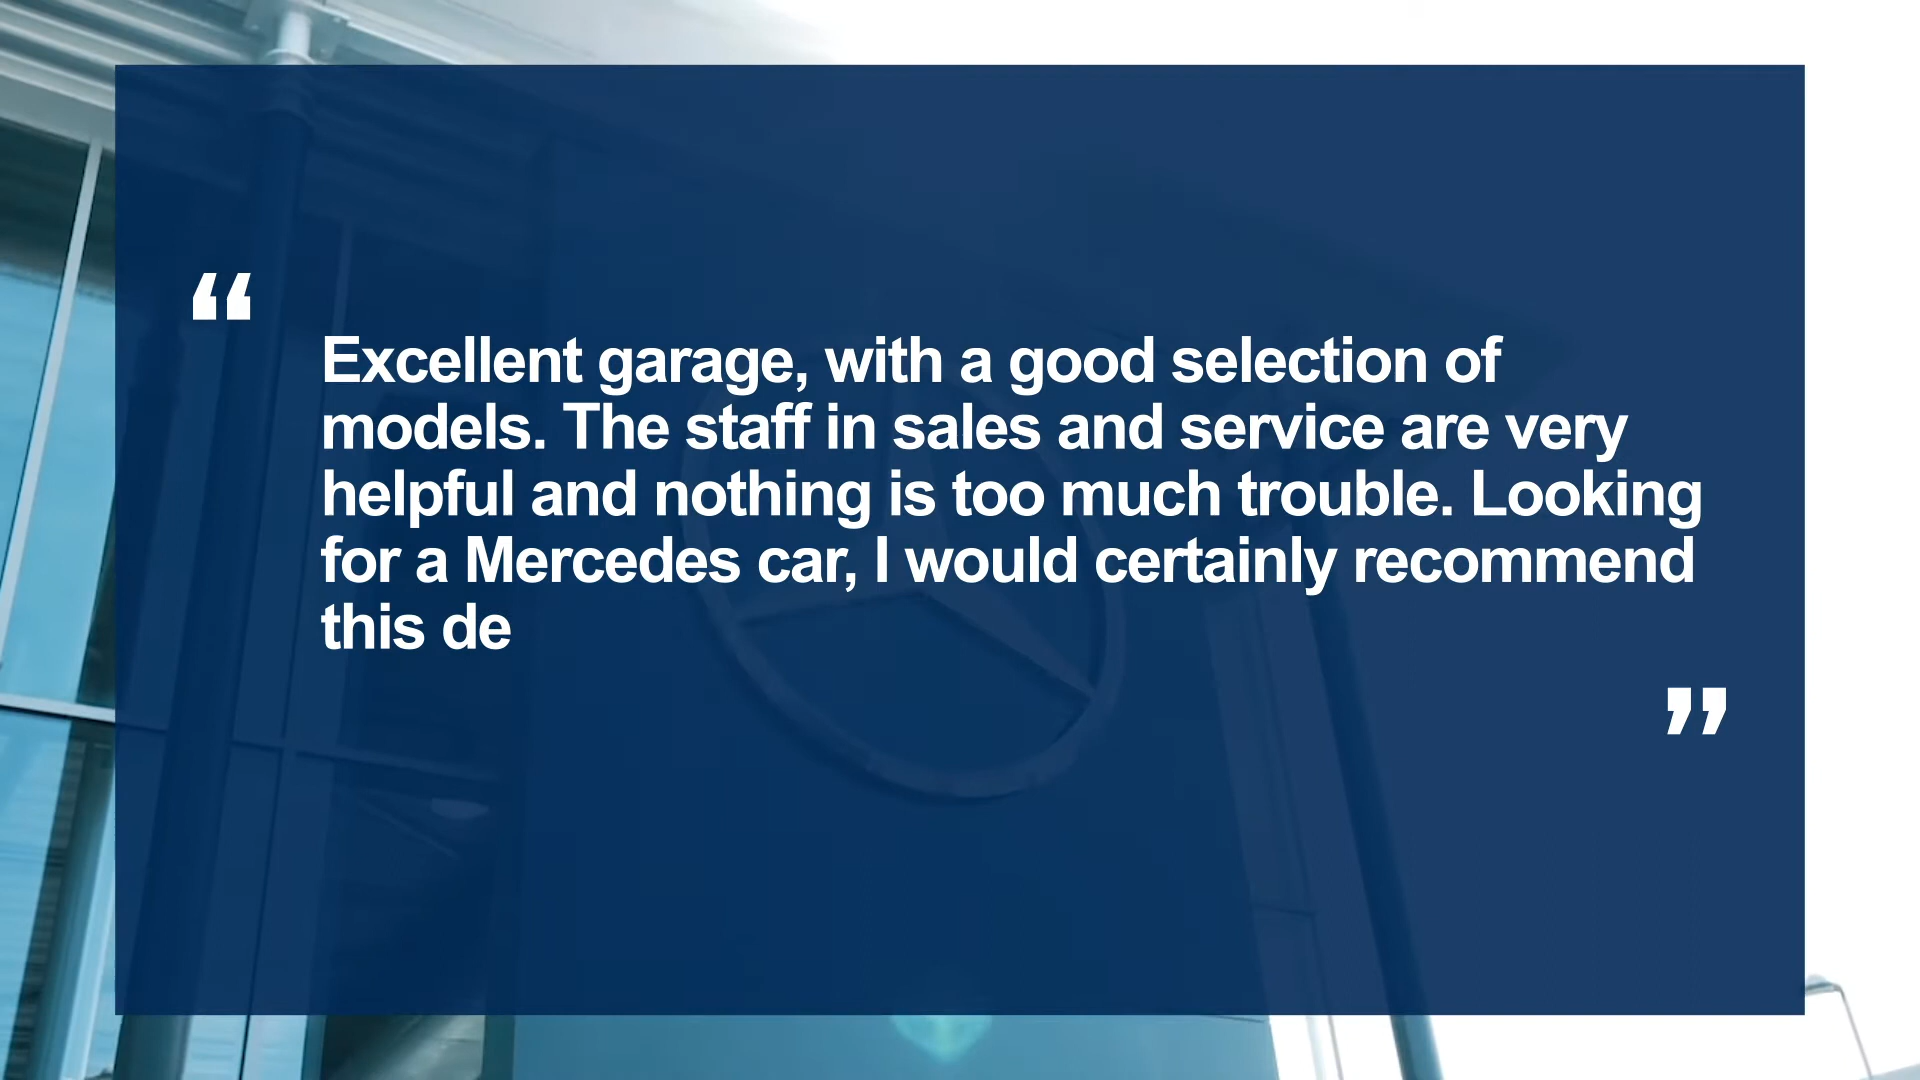 “
Excellent garage, with a good selection of
models. The staff in sales and service are very
helpful and nothing is too much trouble. Looking
for a Mercedes car, I would certainly recommend
this de
”